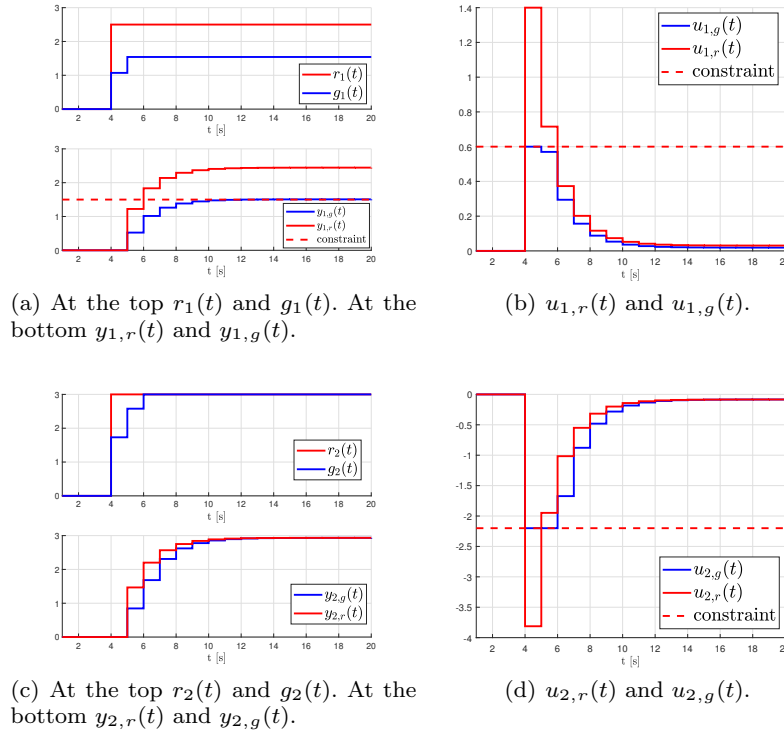 3
2
1
0
2 4 6 8 10 12 14 16 18 20
t [s]
r₁(t)
g₁(t)
3
2
1
0
2 4 6 8 10 12 14 16 18 20
t [s]
y₁,g(t)
y₁,r(t)
constraint
(a) At the top r₁(t) and g₁(t). At the
bottom y₁,r(t) and y₁,g(t).
1.4
1.2
1
0.8
0.6
0.4
0.2
0
2 4 6 8 10 12 14 16 18 20
t [s]
u₁,g(t)
u₁,r(t)
constraint
(b) u₁,r(t) and u₁,g(t).
3
2
1
0
2 4 6 8 10 12 14 16 18 20
t [s]
r₂(t)
g₂(t)
3
2
1
0
2 4 6 8 10 12 14 16 18 20
t [s]
y₂,g(t)
y₂,r(t)
(c) At the top r₂(t) and g₂(t). At the
bottom y₂,r(t) and y₂,g(t).
0
-0.5
-1
-1.5
-2
-2.5
-3
-3.5
-4
2 4 6 8 10 12 14 16 18 20
t [s]
u₂,g(t)
u₂,r(t)
constraint
(d) u₂,r(t) and u₂,g(t).